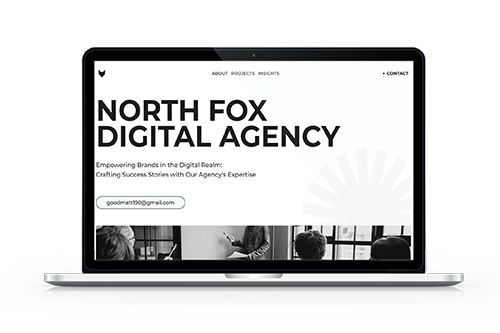 ABOUT PROJECTS INSIGHTS
+ CONTACT
NORTH FOX
DIGITAL AGENCY
Empowering Brands in the Digital Realm:
Crafting Success Stories with Our Agency's Expertise
goodmatt190@gmail.com